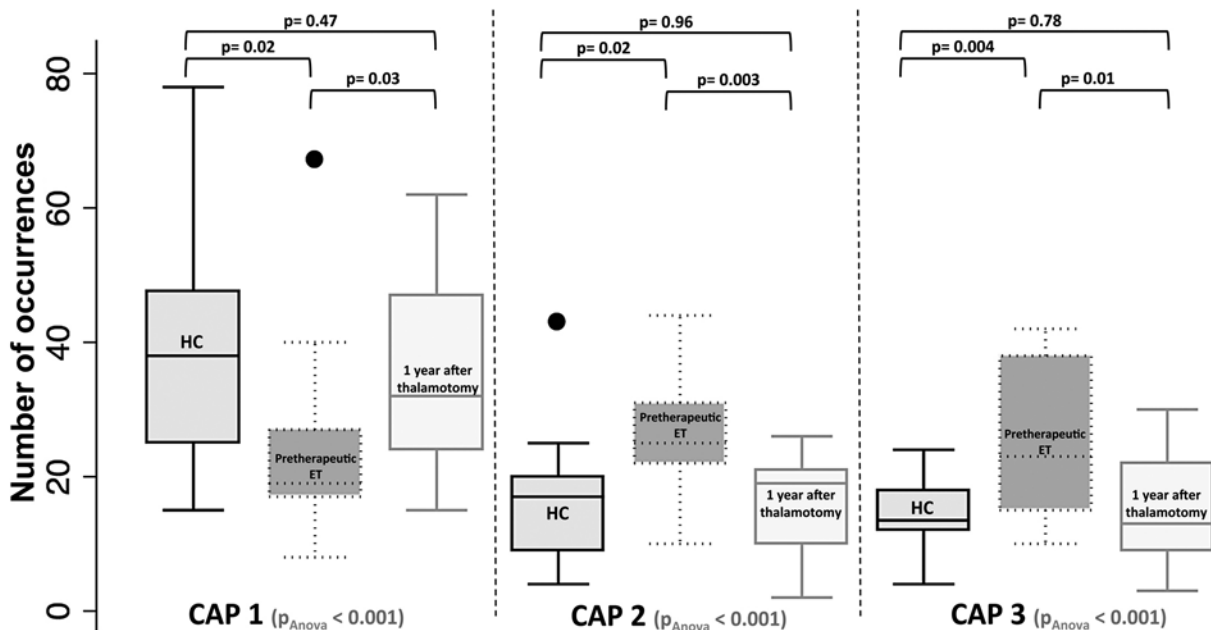 p= 0.47
p= 0.02
p= 0.03
p= 0.96
p= 0.02
p= 0.003
p= 0.78
p= 0.004
p= 0.01
Number of occurrences
80
60
40
20
0
HC
Pretherapeutic
ET
1 year after
thalamotomy
HC
Pretherapeutic
ET
1 year after
thalamotomy
HC
Pretherapeutic
ET
1 year after
thalamotomy
CAP 1 (pAnova < 0.001)
CAP 2 (pAnova < 0.001)
CAP 3 (pAnova < 0.001)